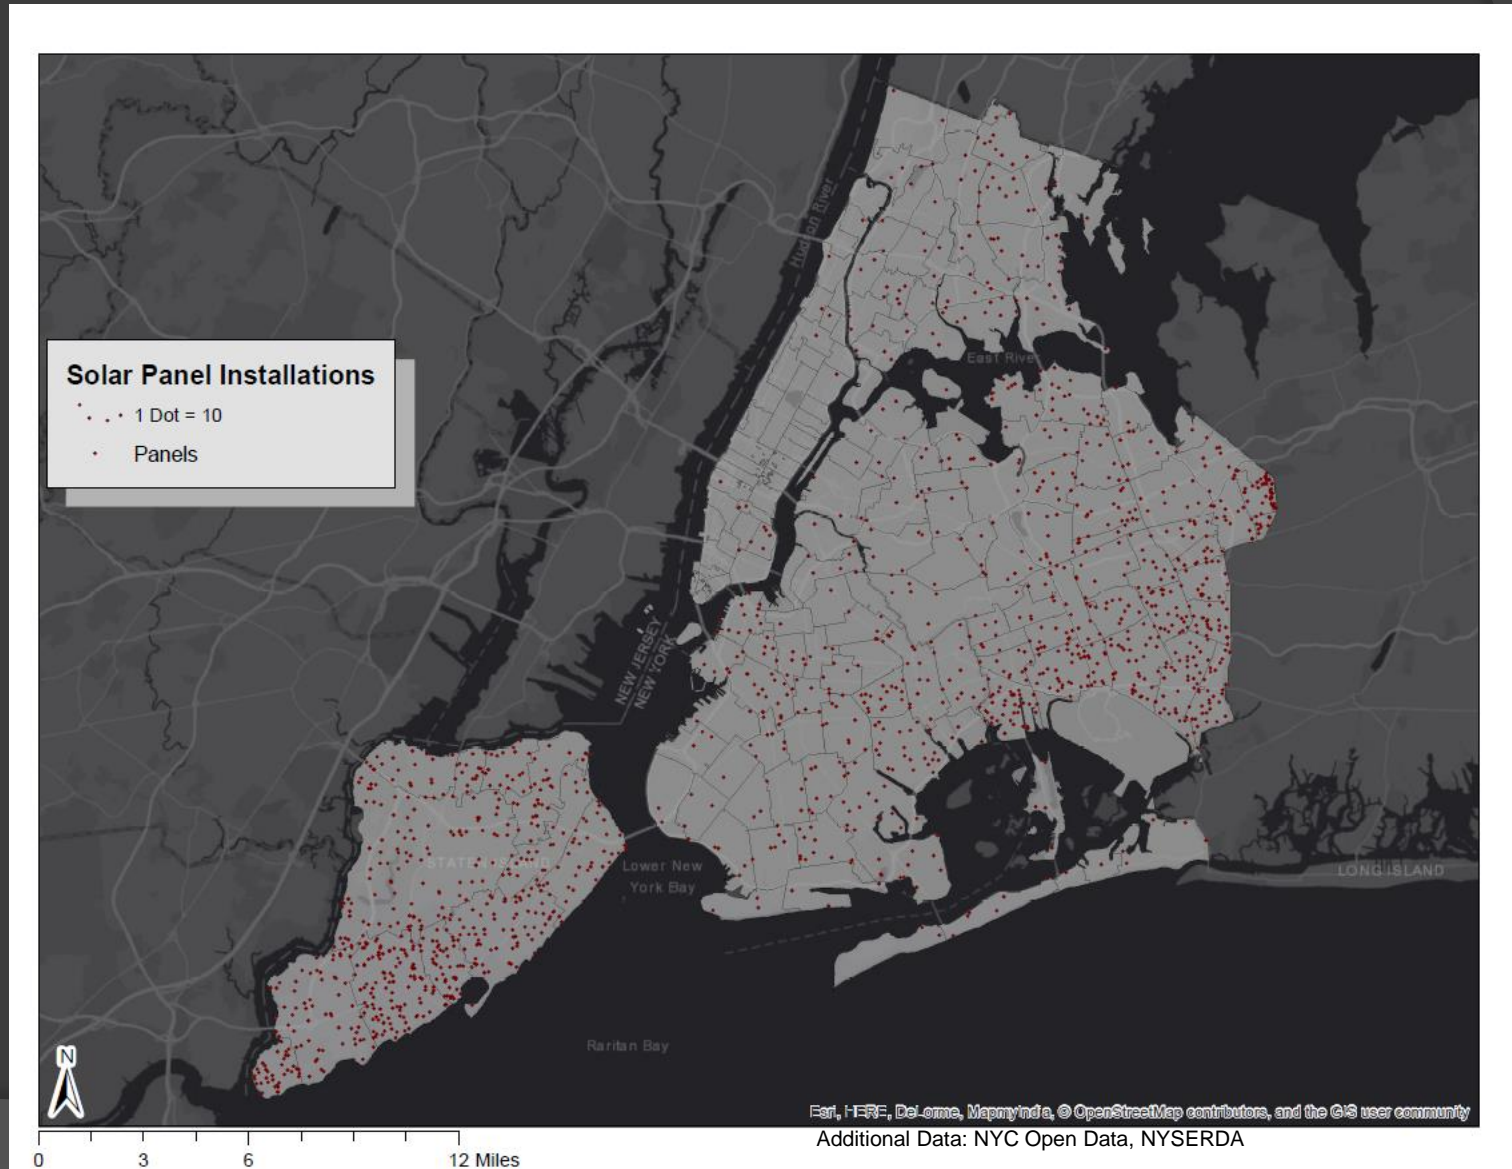 Hudson River
East River
Solar Panel Installations
1 Dot = 10
Panels
NEW JERSEY
NEW YORK
STATEN ISLAND
Lower New
York Bay
LONG ISLAND
Raritan Bay
N
Esri, HERE, DeLorme, MapmyIndia, © OpenStreetMap contributors, and the GIS user community
Additional Data: NYC Open Data, NYSERDA
0 3 6 12 Miles